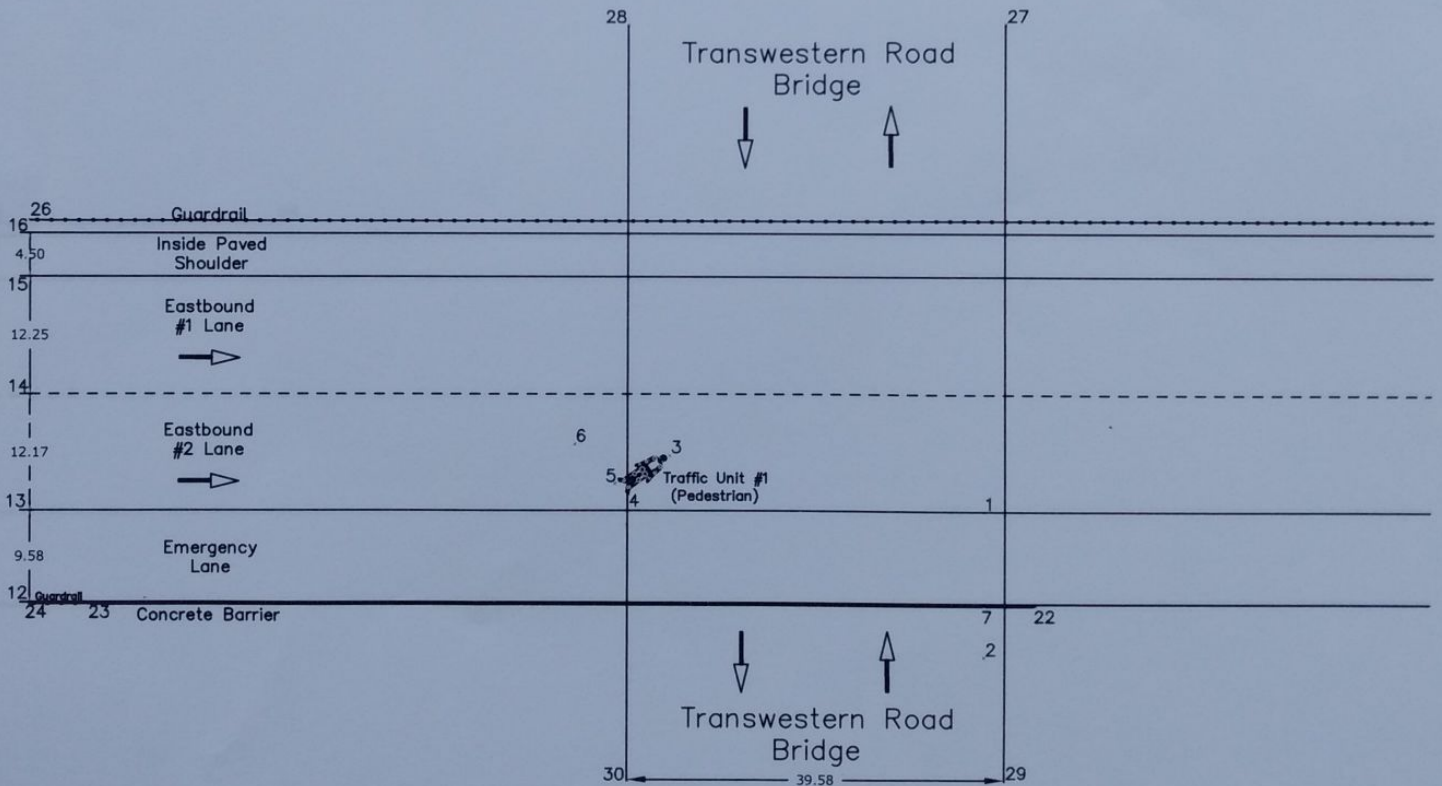 28
27
Transwestern Road
Bridge
26
Guardrail
16
4.50
Inside Paved
Shoulder
15
Eastbound
#1 Lane
12.25
14
Eastbound
#2 Lane
12.17
6
3
5
Traffic Unit #1
(Pedestrian)
4
13
1
Emergency
Lane
9.58
12
Guardrail
24
23
Concrete Barrier
7
22
2
Transwestern Road
Bridge
30
39.58
29